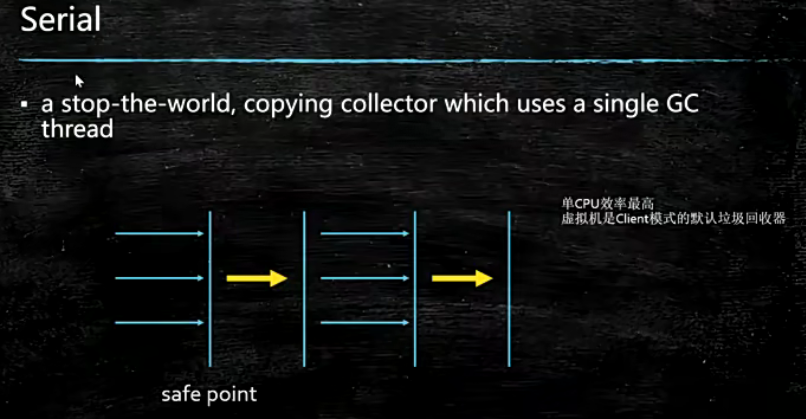 Serial
▪ a stop-the-world, copying collector which uses a single GC
thread
单CPU效率最高
虚拟机是Client模式的默认垃圾回收器
safe point